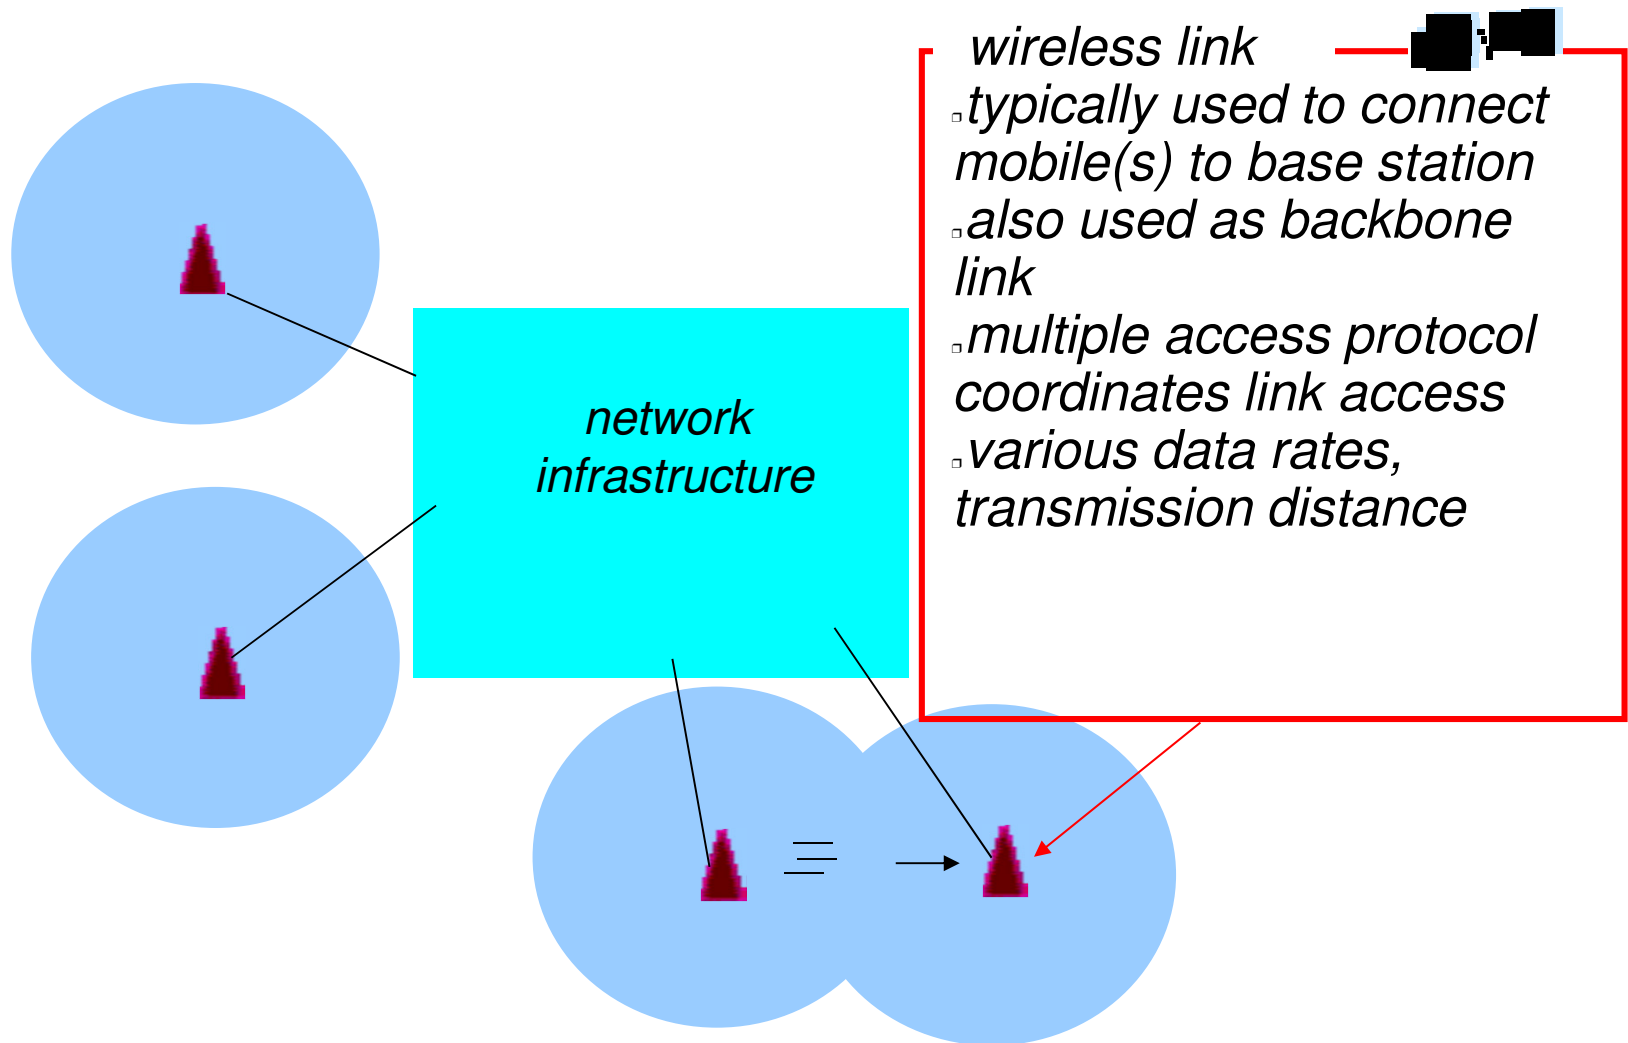 wireless link
❒typically used to connect
mobile(s) to base station
❒also used as backbone
link
❒multiple access protocol
coordinates link access
❒various data rates,
transmission distance
network
infrastructure